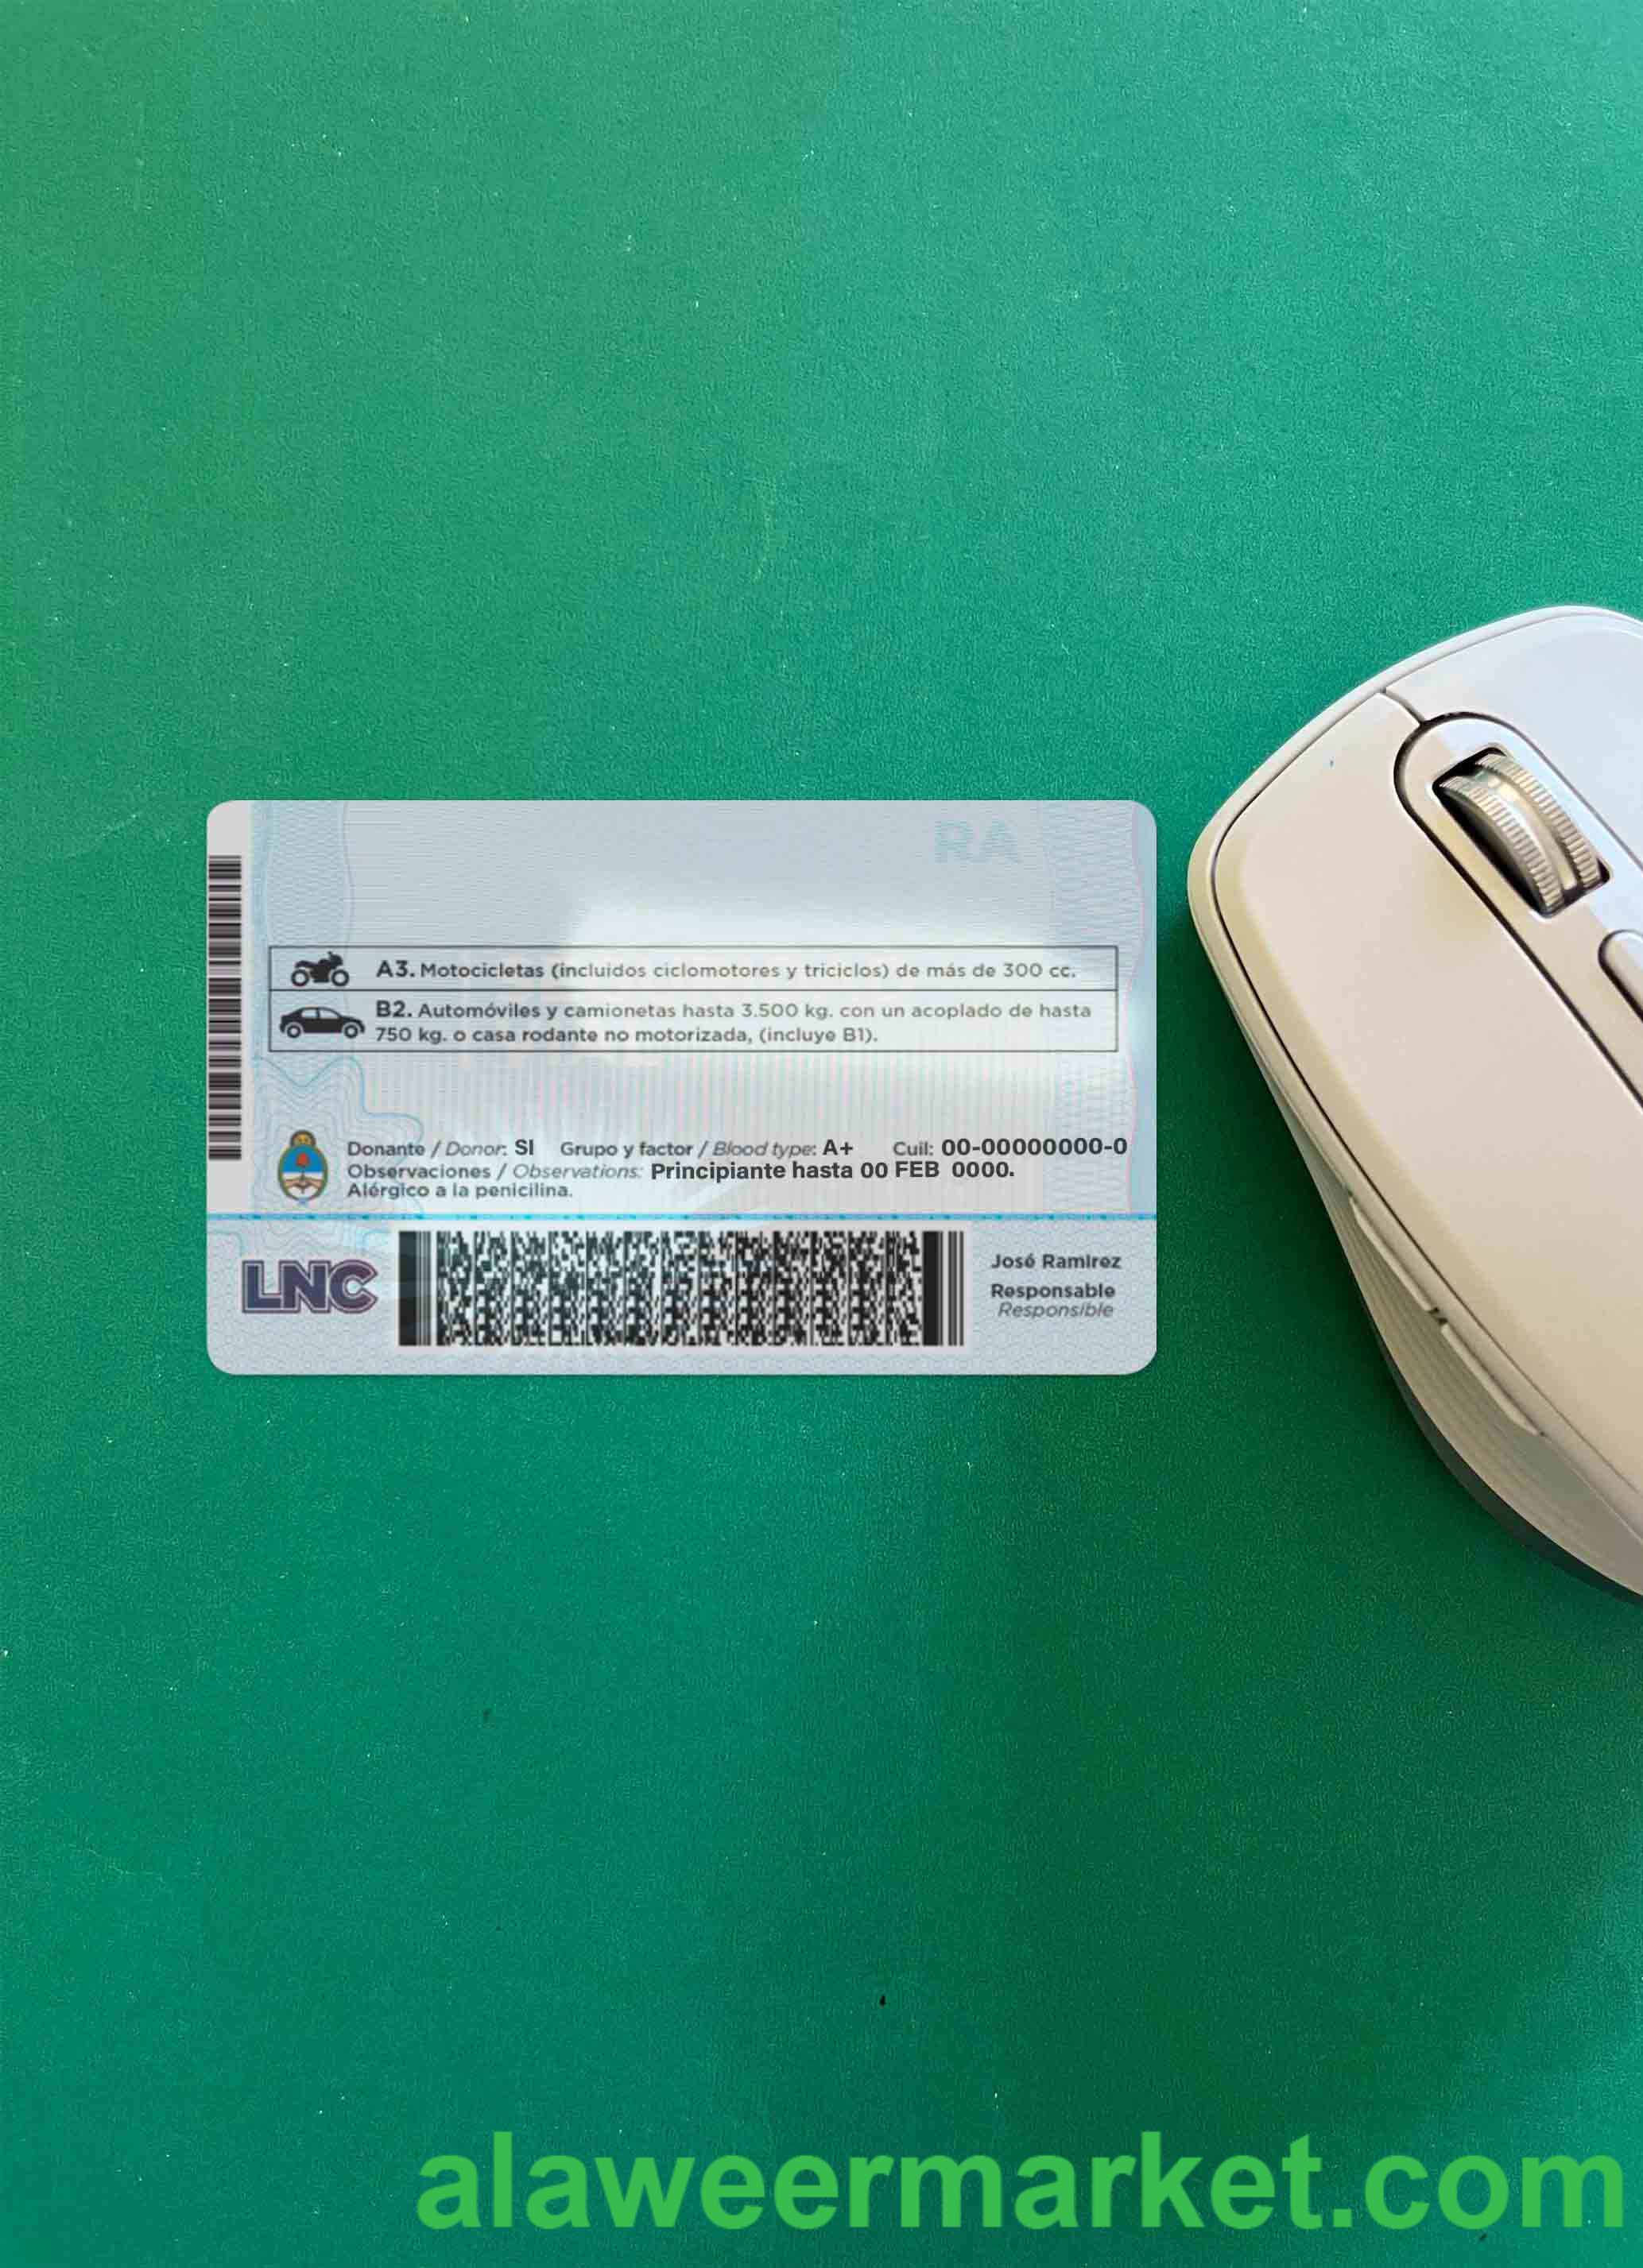 RA
A3. Motocicletas (incluidos ciclomotores y triciclos) de más de 300 cc.
B2. Automóviles y camionetas hasta 3.500 kg. con un acoplado de hasta
750 kg. o casa rodante no motorizada, (incluye B1).
Donante / Donor: SI Grupo y factor / Blood type: A+ Cuil: 00-00000000-0
Observaciones / Observations: Principiante hasta 00 FEB 0000.
Alérgico a la penicilina.
LNC
José Ramirez
Responsable
Responsible
alaweermarket.com